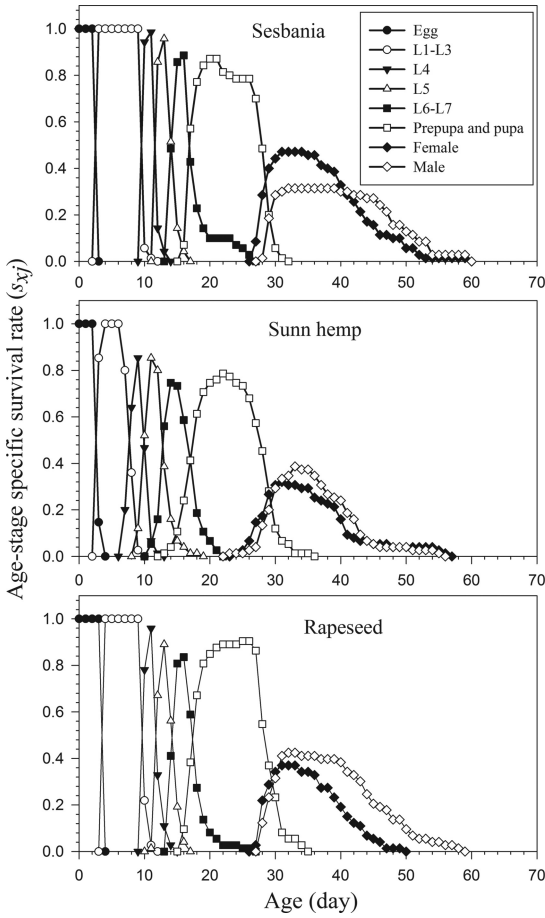 Sesbania
Egg
L1-L3
L4
L5
L6-L7
Prepupa and pupa
Female
Male
1.0
0.8
0.6
0.4
0.2
0.0
0 10 20 30 40 50 60 70
Age-stage specific survival rate (sxj)
Sunn hemp
1.0
0.8
0.6
0.4
0.2
0.0
0 10 20 30 40 50 60 70
Rapeseed
1.0
0.8
0.6
0.4
0.2
0.0
0 10 20 30 40 50 60 70
Age (day)